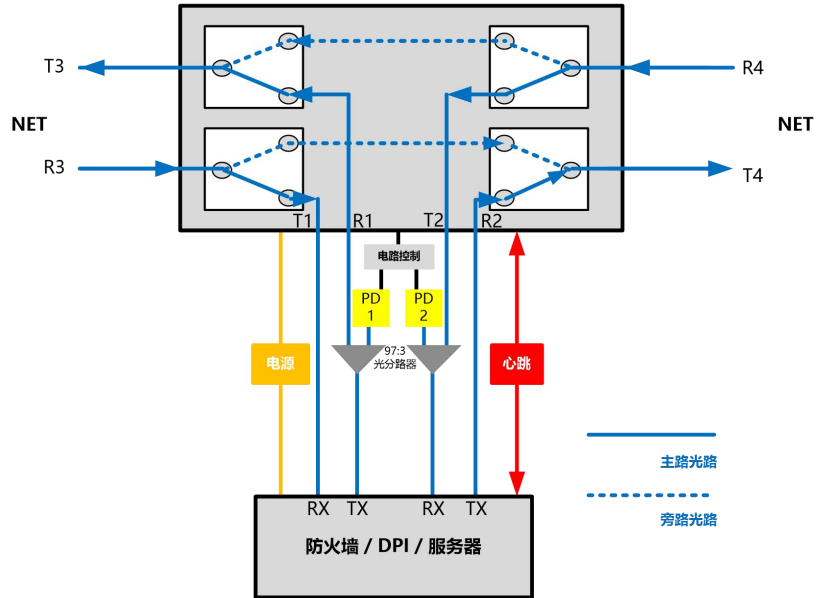 T3
R4
NET
NET
R3
T4
T1
R1
T2
R2
电路控制
PD
1
PD
2
97:3
光分路器
电源
心跳
主路光路
旁路光路
RX
TX
RX
TX
防火墙 / DPI / 服务器